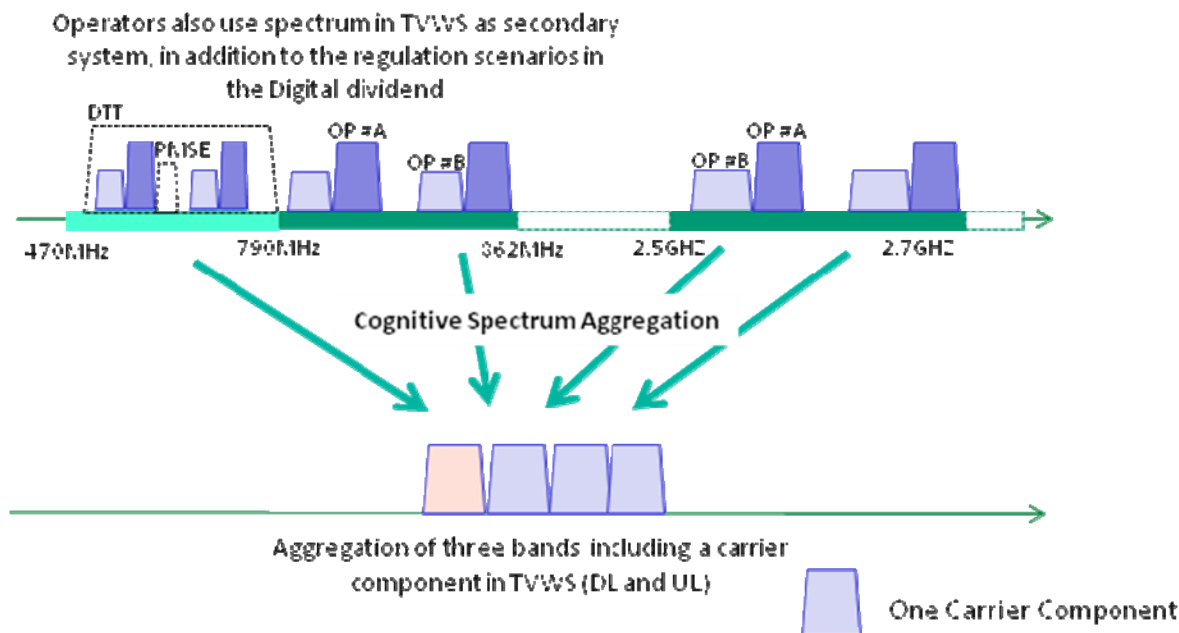 Operators also use spectrum in TVWS as secondary
system, in addition to the regulation scenarios in
the Digital dividend
DTT
PMSE
OP #A
OP #B
OP #A
OP #B
470MHz
790MHz
862MHz
2.5GHZ
2.7GHZ
Cognitive Spectrum Aggregation
Aggregation of three bands including a carrier
component in TVWS (DL and UL)
One Carrier Component